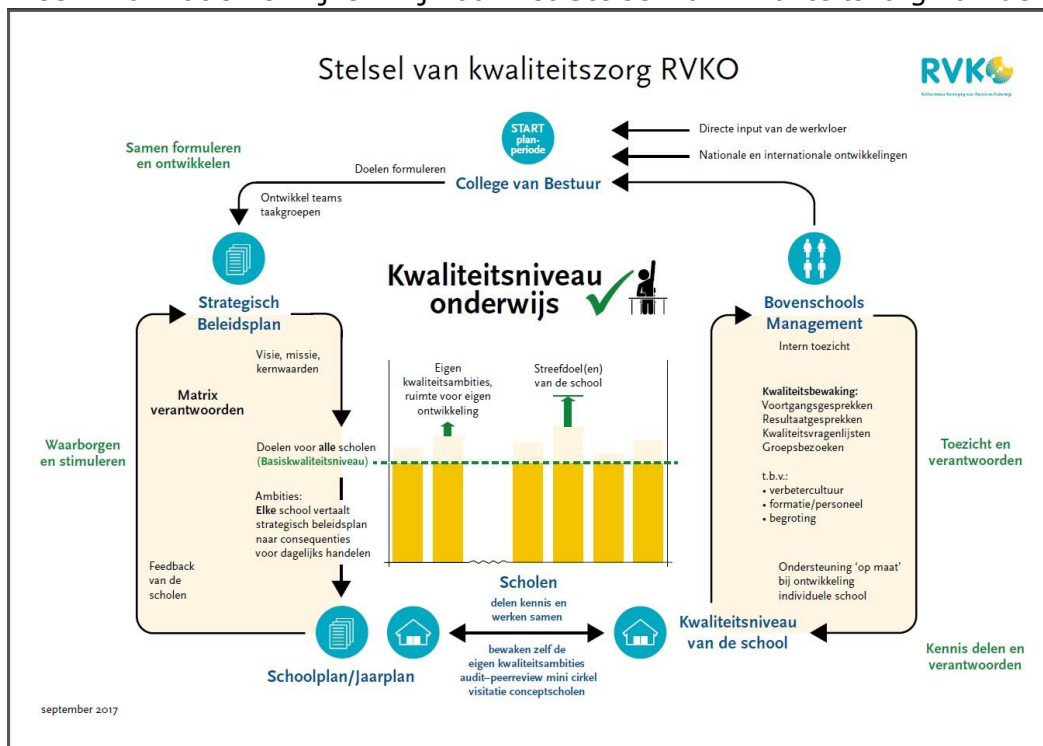 Stelsel van kwaliteitszorg RVKO
RVKO
START
plan-
periode
Directe input van de werkvloer
Nationale en internationale ontwikkelingen
Samen formuleren
en ontwikkelen
Doelen formuleren
College van Bestuur
Ontwikkel teams
taakgroepen
Kwaliteitsniveau
onderwijs
Strategisch
Beleidsplan
Bovenschools
Management
Intern toezicht
Visie, missie,
kernwaarden
Matrix
verantwoorden
Eigen
kwaliteitsambities,
ruimte voor eigen
ontwikkeling
Streefdoel(en)
van de school
Kwaliteitsbewaking:
Voortgangsgesprekken
Resultaatgesprekken
Kwaliteitsvragenlijsten
Groepsbezoeken
Waarborgen
en stimuleren
Doelen voor alle scholen
(Basiskwaliteitsniveau)
Toezicht en
verantwoorden
t.b.v.:
• verbetercultuur
• formatie/personeel
• begroting
Ambities:
Elke school vertaalt
strategisch beleidsplan
naar consequenties
voor dagelijks handelen
Feedback
van de
scholen
Ondersteuning ‘op maat’
bij ontwikkeling
individuele school
Scholen
delen kennis en
werken samen
Kwaliteitsniveau
van de school
bewaken zelf de
eigen kwaliteitsambities
audit–peerreview mini cirkel
visitatie conceptscholen
Schoolplan/Jaarplan
Kennis delen en
verantwoorden
september 2017